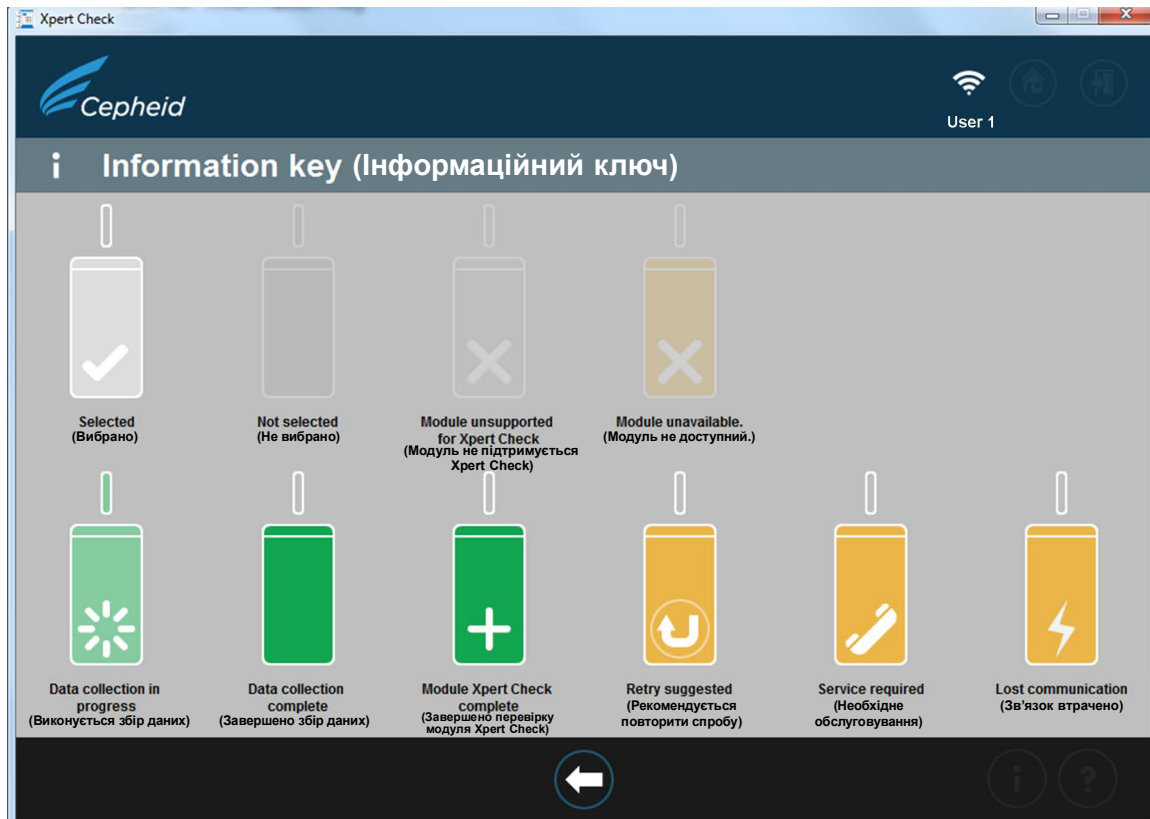 Xpert Check
Cepheid
User 1
i Information key (Інформаційний ключ)
Selected
(Вибрано)
Not selected
(Не вибрано)
Module unsupported
for Xpert Check
(Модуль не підтримується
Xpert Check)
Module unavailable.
(Модуль не доступний.)
Data collection in
progress
(Виконується збір даних)
Data collection
complete
(Завершено збір даних)
Module Xpert Check
complete
(Завершено перевірку
модуля Xpert Check)
Retry suggested
(Рекомендується
повторити спробу)
Service required
(Необхідне
обслуговування)
Lost communication
(Зв’язок втрачено)
i ?